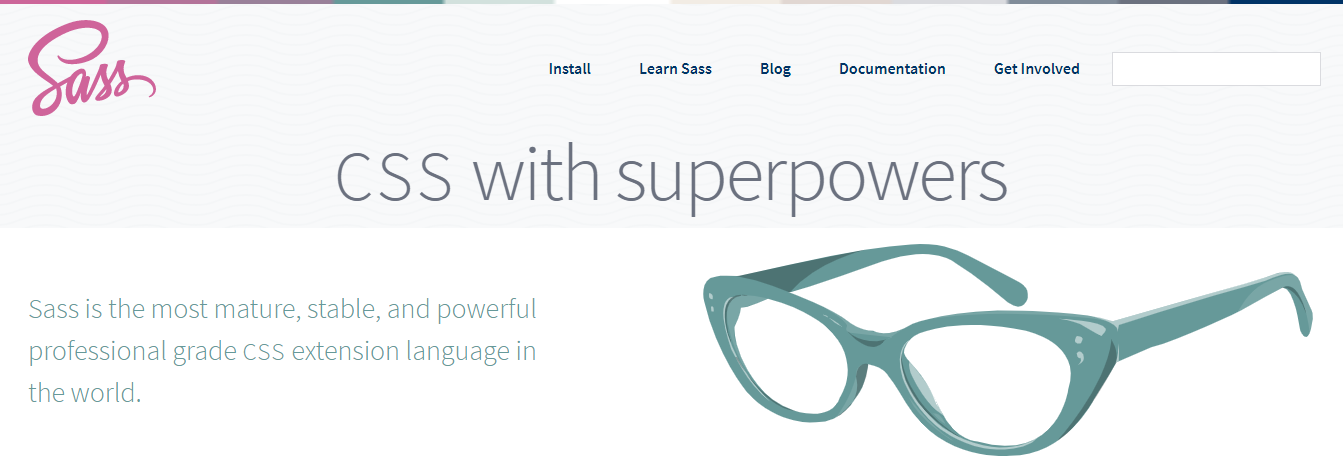 Sass
Install Learn Sass Blog Documentation Get Involved
CSS with superpowers
Sass is the most mature, stable, and powerful
professional grade CSS extension language in
the world.